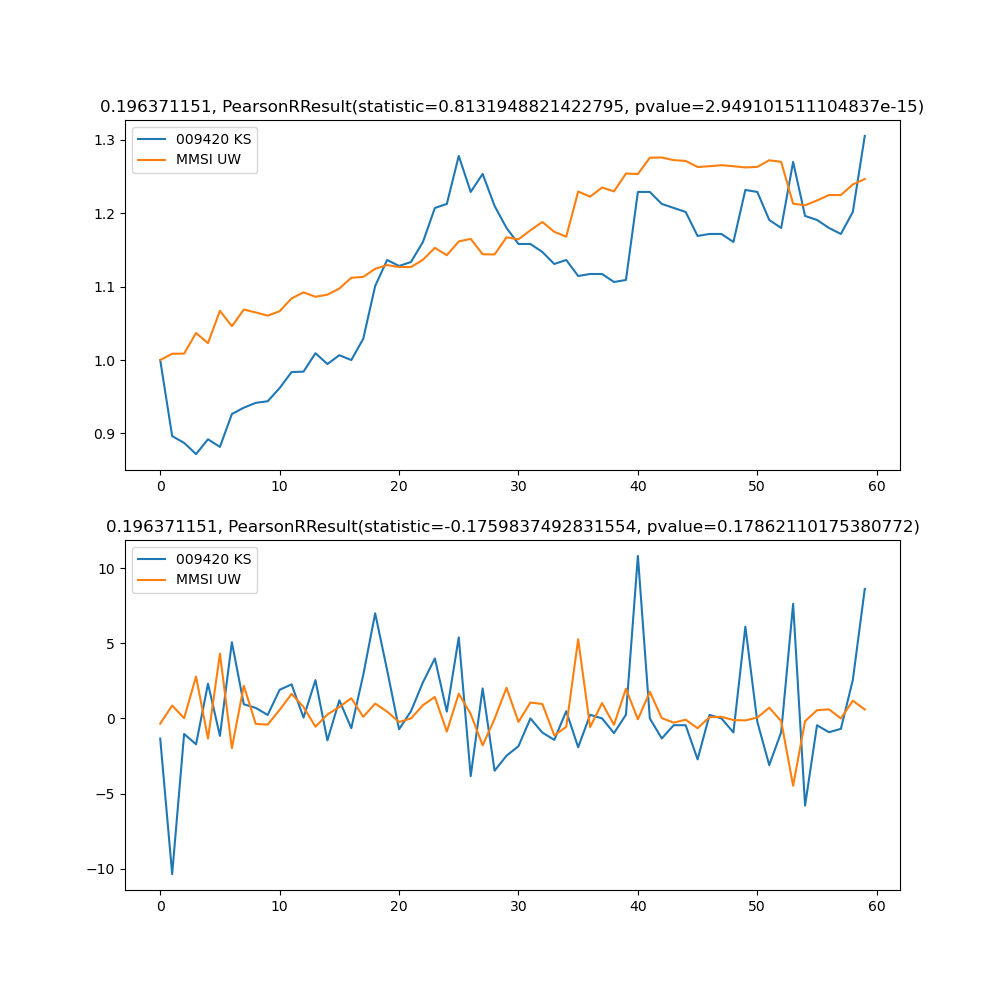 0.196371151, PearsonRResult(statistic=0.8131948821422795, pvalue=2.949101511104837e-15)
009420 KS
MMSI UW
1.3
1.2
1.1
1.0
0.9
0 10 20 30 40 50 60
0.196371151, PearsonRResult(statistic=-0.1759837492831554, pvalue=0.17862110175380772)
009420 KS
MMSI UW
10
5
0
−5
−10
0 10 20 30 40 50 60